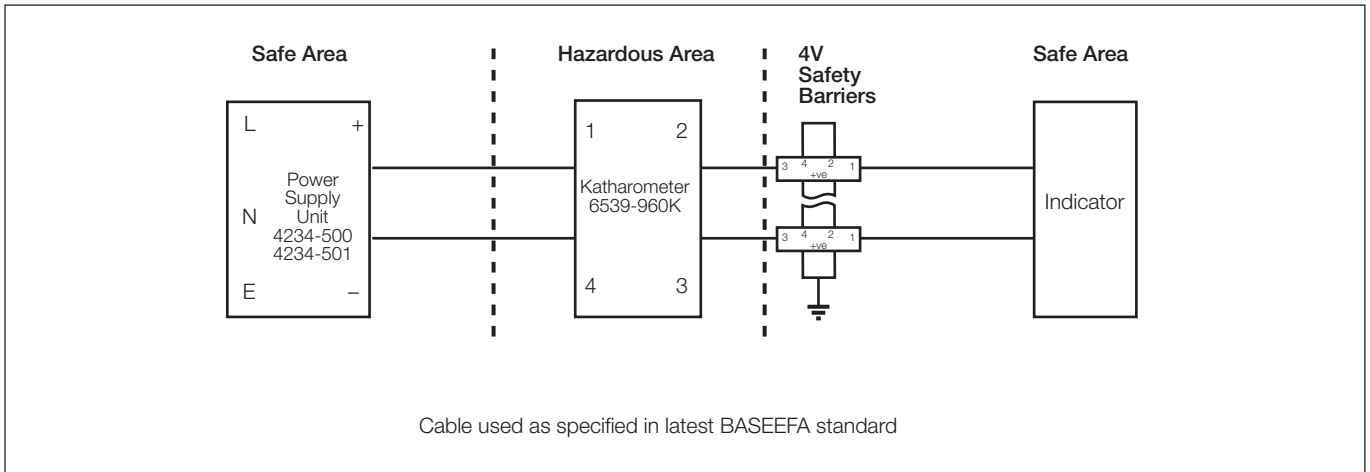 Safe Area
Hazardous Area
4V
Safety
Barriers
Safe Area
L +
Power
Supply
Unit
4234-500
4234-501
N
E –
1 2
Katharometer
6539-960K
4 3
3 4 2 1
+ve
3 4 2 1
+ve
Indicator
Cable used as specified in latest BASEEFA standard